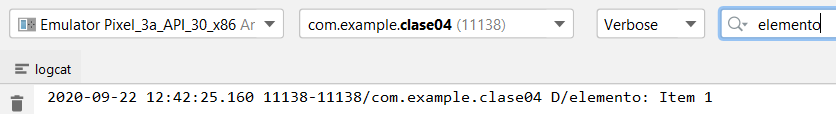 Emulator Pixel_3a_API_30_x86 Ar com.example.clase04 (11138) Verbose elemento
logcat
2020-09-22 12:42:25.160 11138-11138/com.example.clase04 D/elemento: Item 1